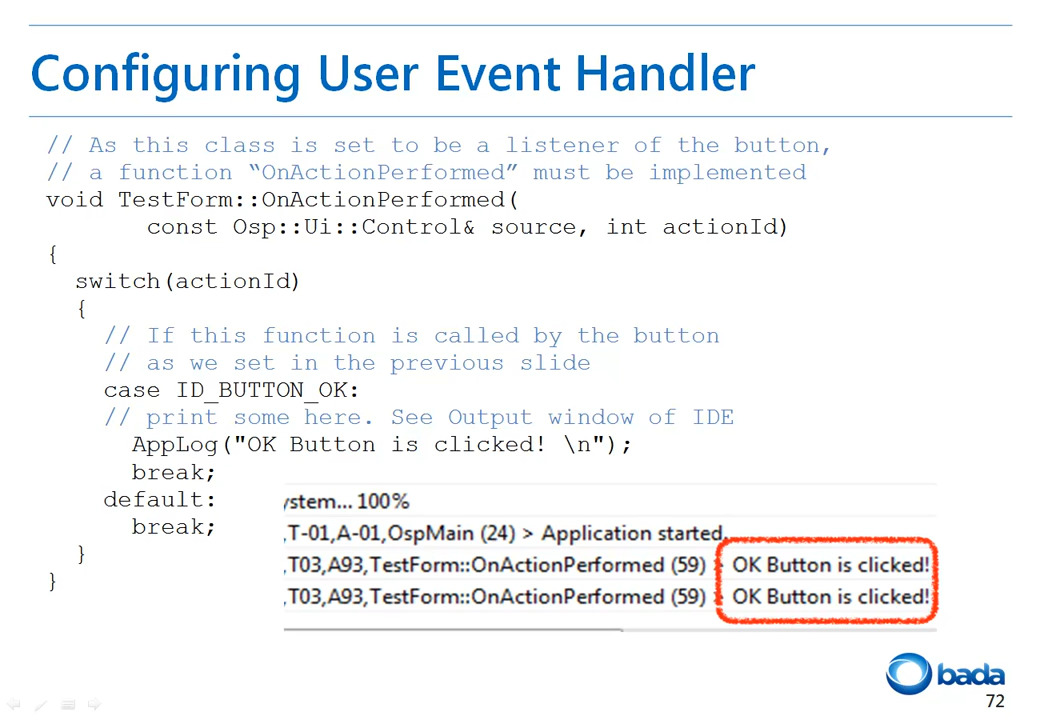 Configuring User Event Handler
// As this class is set to be a listener of the button,
// a function “OnActionPerformed” must be implemented
void TestForm::OnActionPerformed(
const Osp::Ui::Control& source, int actionId)
{
switch(actionId)
{
// If this function is called by the button
// as we set in the previous slide
case ID_BUTTON_OK:
// print some here. See Output window of IDE
AppLog("OK Button is clicked! \n");
break;
default:
break;
}
}
ystem... 100%
,T-01,A-01,OspMain (24) > Application started.
,T03,A93,TestForm::OnActionPerformed (59) > OK Button is clicked!
,T03,A93,TestForm::OnActionPerformed (59) > OK Button is clicked!
bada
72